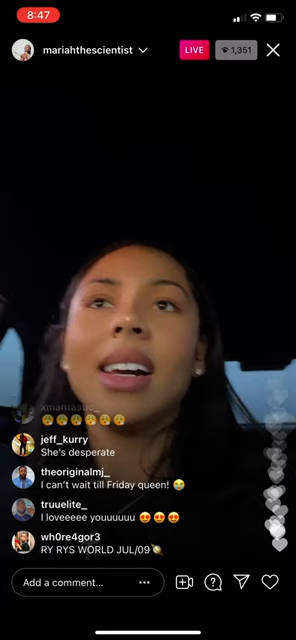 8:47
mariahthescientist
LIVE
1,351
xmantastic_
😚😚😚😚😚😚
jeff_kurry
She's desperate
theoriginalmj_
I can't wait till Friday queen! 😭
truuelite_
I loveeeee youuuuuu 😍😍😍
wh0re4gor3
RY RYS WORLD JUL/09💫
Add a comment...